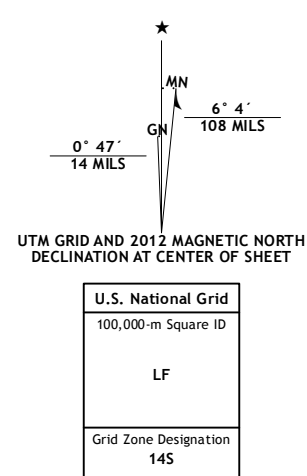 ★
MN
GN
6° 4´
108 MILS
0° 47´
14 MILS
UTM GRID AND 2012 MAGNETIC NORTH
DECLINATION AT CENTER OF SHEET
U.S. National Grid
100,000-m Square ID
LF
Grid Zone Designation
14S